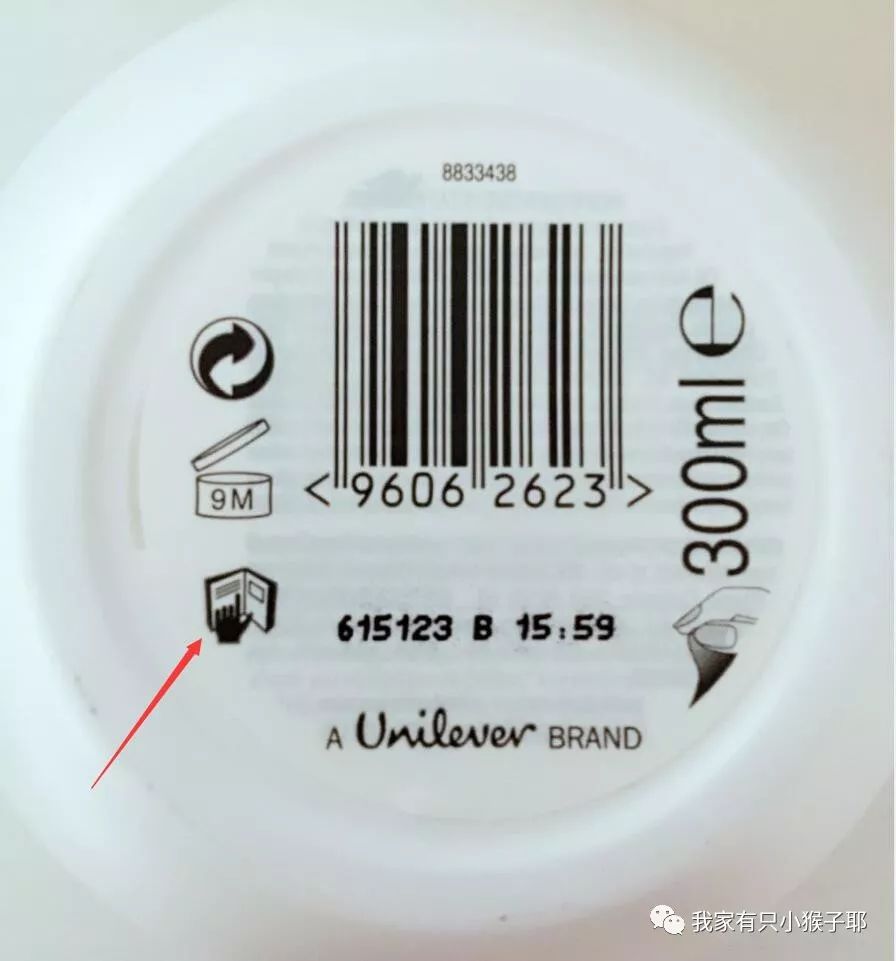 8833438
9M
<9606 2623>
300ml e
615123 B 15:59
A Unilever BRAND
我家有只小猴子耶